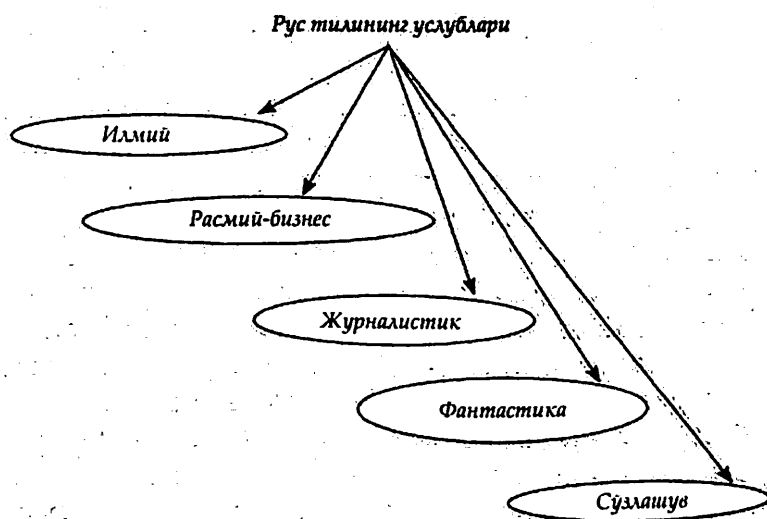 Рус тилининг услублари
Илмий
Расмий-бизнес
Журналистик
Фантастика
Сўзлашув